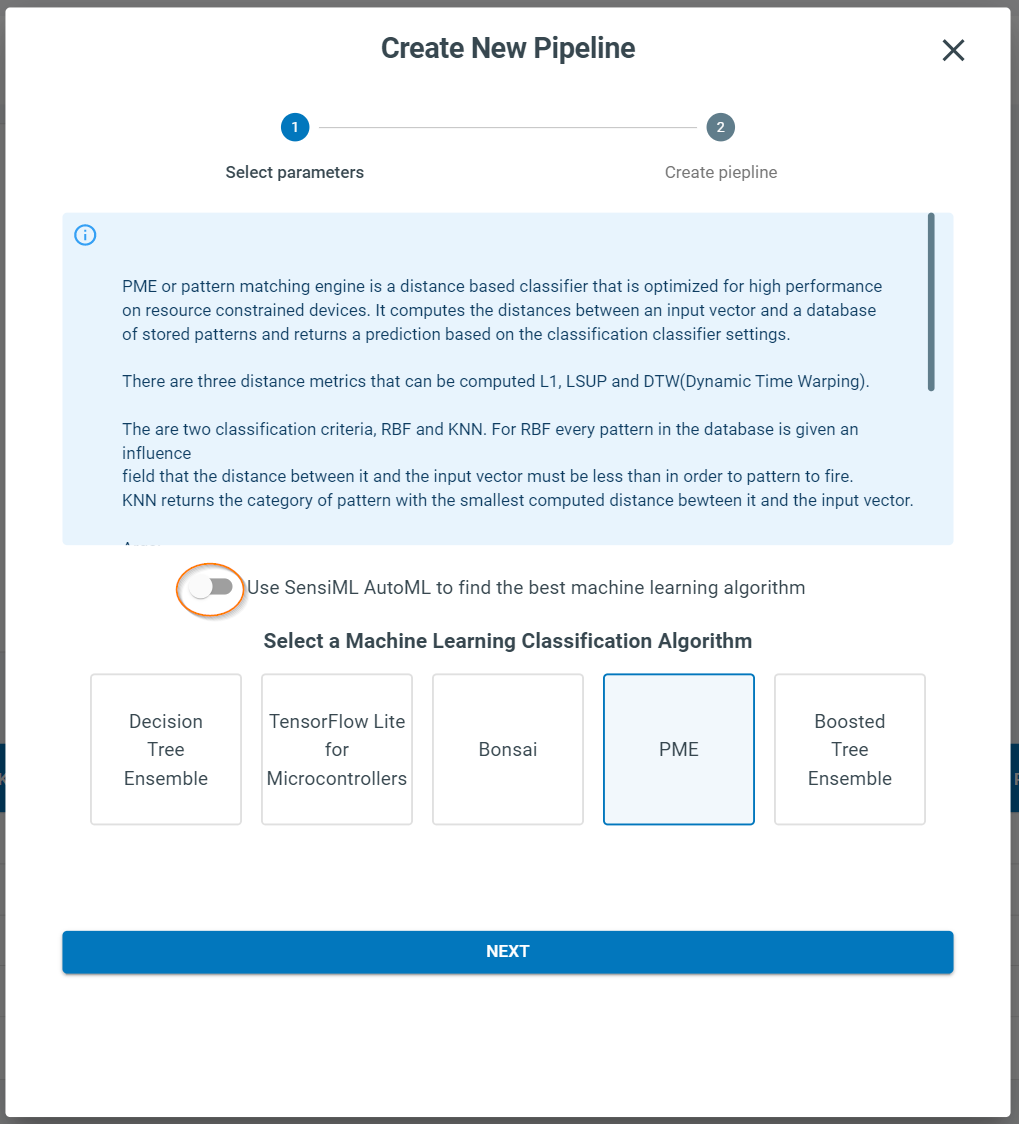 Create New Pipeline
1
2
Select parameters
Create piepline
PME or pattern matching engine is a distance based classifier that is optimized for high performance
on resource constrained devices. It computes the distances between an input vector and a database
of stored patterns and returns a prediction based on the classification classifier settings.
There are three distance metrics that can be computed L1, LSUP and DTW(Dynamic Time Warping).
The are two classification criteria, RBF and KNN. For RBF every pattern in the database is given an
influence
field that the distance between it and the input vector must be less than in order to pattern to fire.
KNN returns the category of pattern with the smallest computed distance bewteen it and the input vector.
Use SensiML AutoML to find the best machine learning algorithm
Select a Machine Learning Classification Algorithm
Decision
Tree
Ensemble
TensorFlow Lite
for
Microcontrollers
Bonsai
PME
Boosted
Tree
Ensemble
NEXT